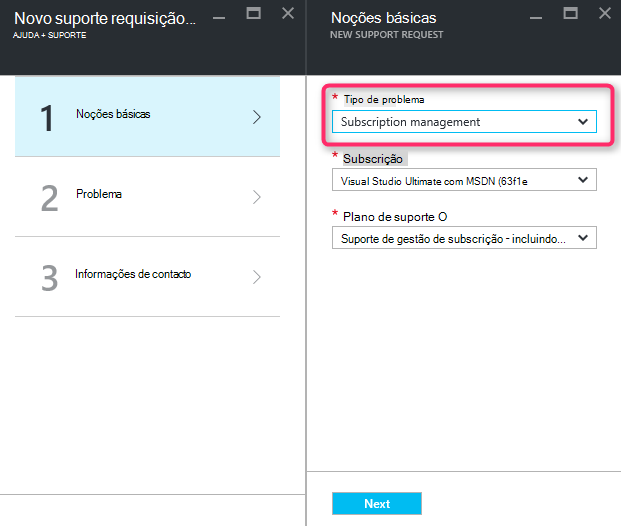 Novo suporte requisição...
AJUDA + SUPORTE
1
Noções básicas
2
Problema
3
Informações de contacto
Noções básicas
NEW SUPPORT REQUEST
* Tipo de problema
Subscription management
* Subscrição
Visual Studio Ultimate com MSDN (63f1e
* Plano de suporte O
Suporte de gestão de subscrição - incluindo...
Next